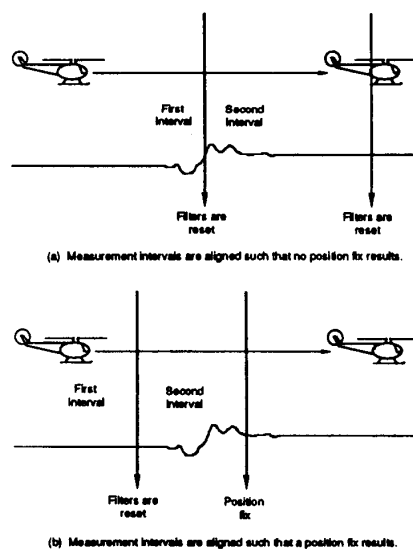 First Second
Interval Interval
Filters are Filters are
reset reset
(a) Measurement intervals are aligned such that no position fix results.
First Second
Interval Interval
Filters are Position
reset fix
(b) Measurement intervals are aligned such that a position fix results.